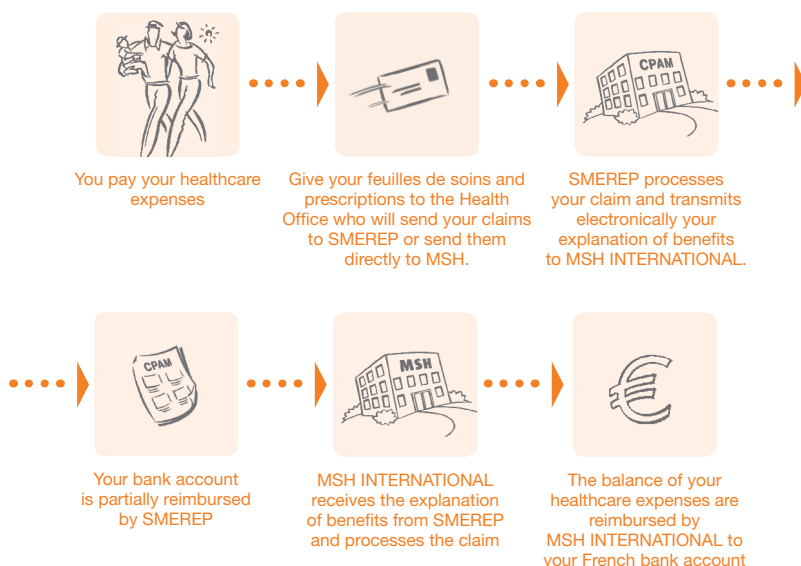 CPAM
You pay your healthcare
expenses
Give your feuilles de soins and
prescriptions to the Health
Office who will send your claims
to SMEREP or send them
directly to MSH.
SMEREP processes
your claim and transmits
electronically your
explanation of benefits
to MSH INTERNATIONAL.
CPAM
MSH
Your bank account
is partially reimbursed
by SMEREP
MSH INTERNATIONAL
receives the explanation
of benefits from SMEREP
and processes the claim
The balance of your
healthcare expenses are
reimbursed by
MSH INTERNATIONAL to
your French bank account